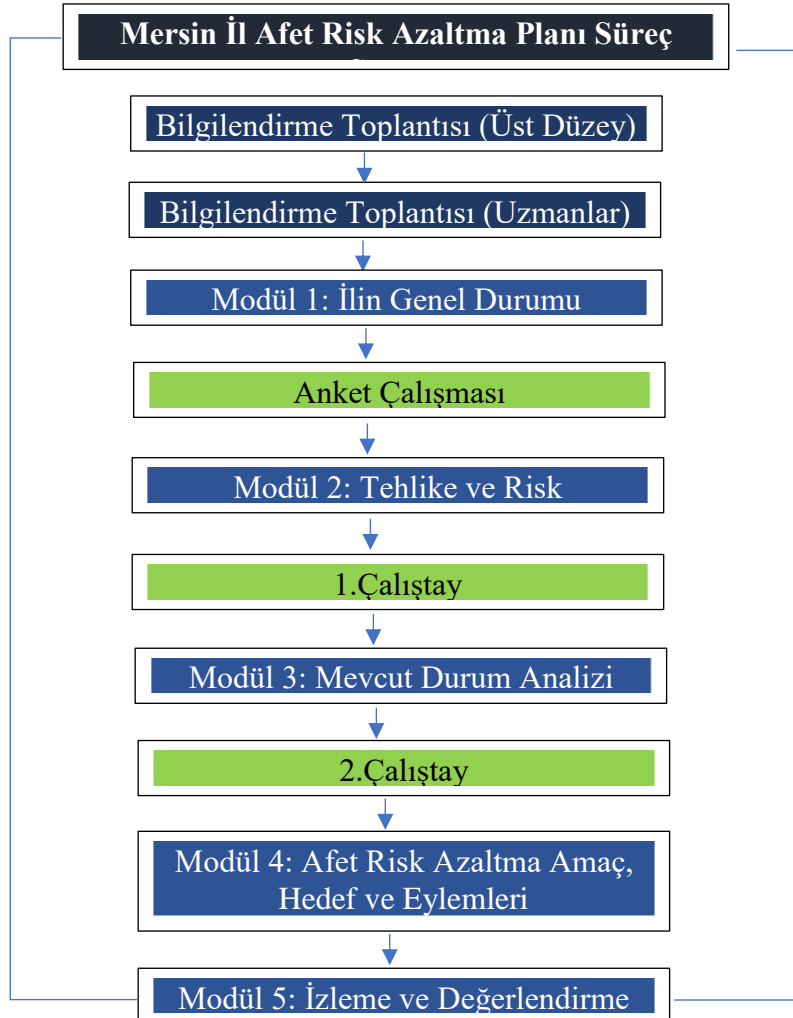 Mersin İl Afet Risk Azaltma Planı Süreç
Bilgilendirme Toplantısı (Üst Düzey)
Bilgilendirme Toplantısı (Uzmanlar)
Modül 1: İlin Genel Durumu
Anket Çalışması
Modül 2: Tehlike ve Risk
1.Çalıştay
Modül 3: Mevcut Durum Analizi
2.Çalıştay
Modül 4: Afet Risk Azaltma Amaç,
Hedef ve Eylemleri
Modül 5: İzleme ve Değerlendirme